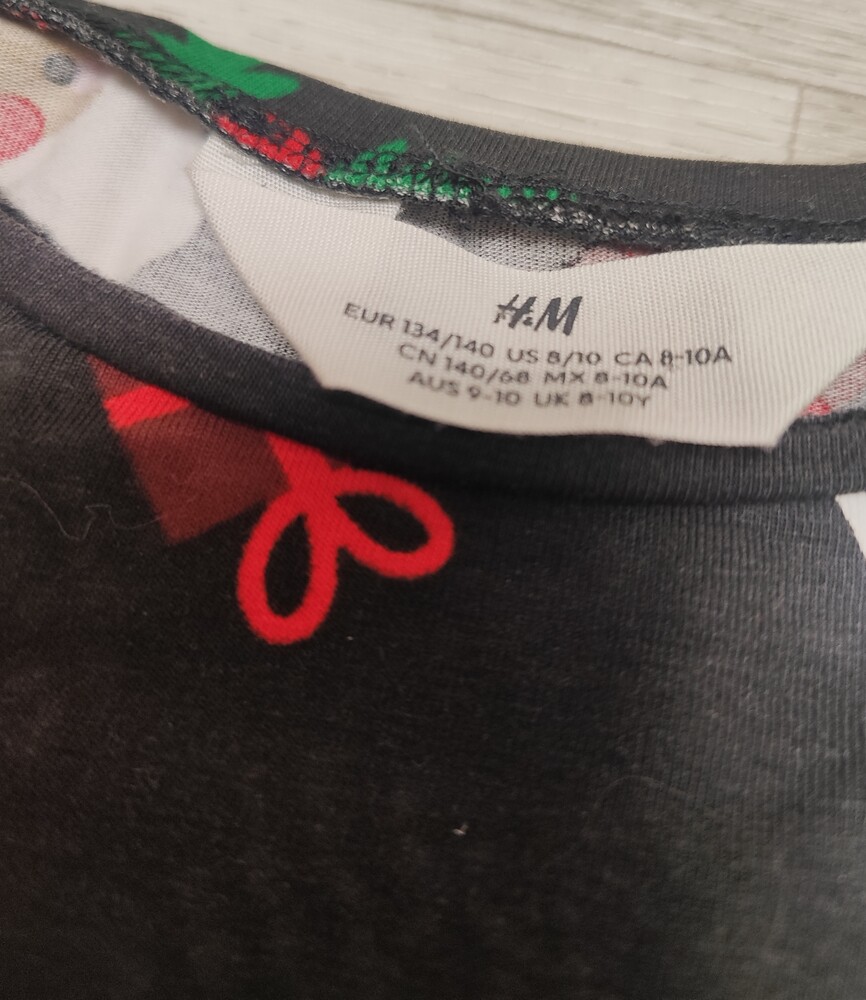 H&M
EUR 134/140 US 8/10 CA 8-10A
CN 140/68 MX 8-10A
AUS 9-10 UK 8-10Y